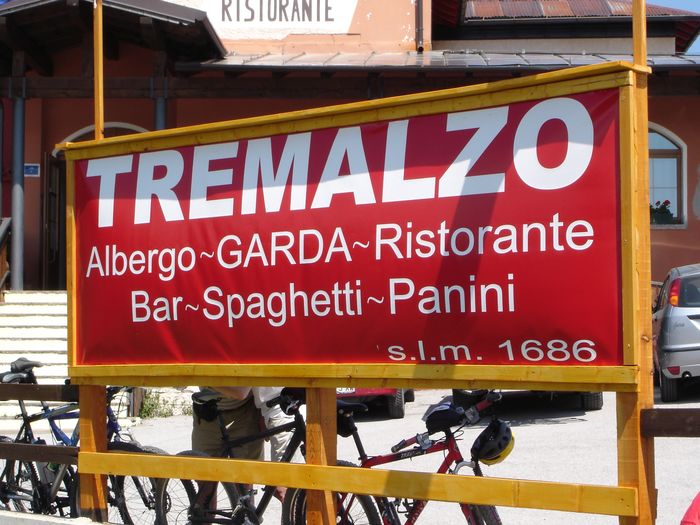 RISTORANTE
TREMALZO
Albergo~GARDA~Ristorante
Bar~Spaghetti~Panini
s.l.m. 1686